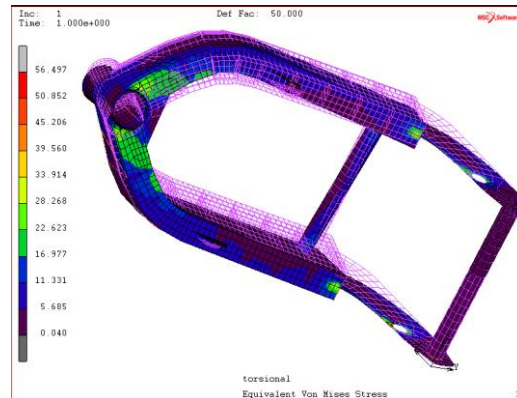 Inc: 1
Time: 1.000e+000
Def Fac: 50.000
MSC Software
56.497
50.852
45.206
39.560
33.914
28.268
22.623
16.977
11.331
5.685
0.040
torsional
Equivalent Von Mises Stress